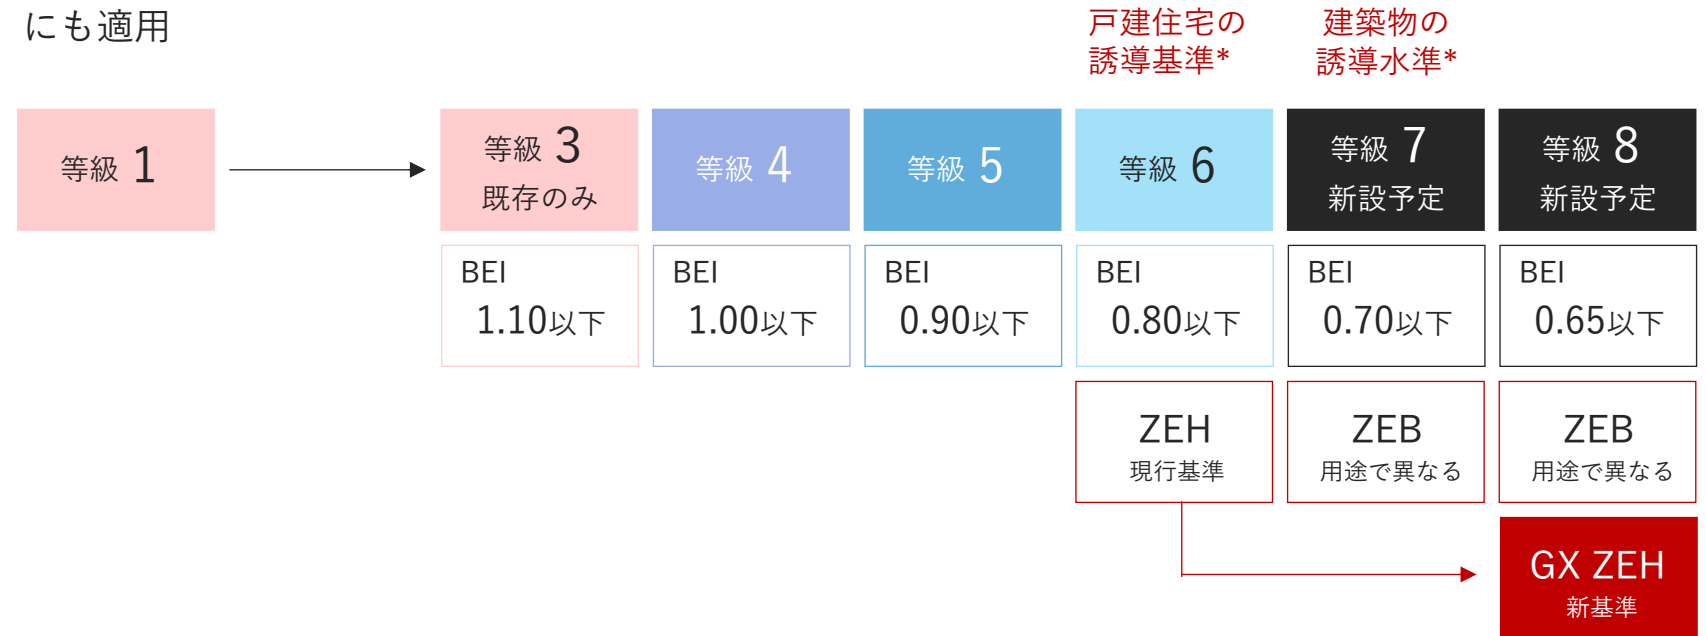 にも適用
戸建住宅の
誘導基準*
建築物の
誘導水準*
等級 1
等級 3
既存のみ
等級 4
等級 5
等級 6
等級 7
新設予定
等級 8
新設予定
BEI
1.10以下
BEI
1.00以下
BEI
0.90以下
BEI
0.80以下
BEI
0.70以下
BEI
0.65以下
ZEH
現行基準
ZEB
用途で異なる
ZEB
用途で異なる
GX ZEH
新基準